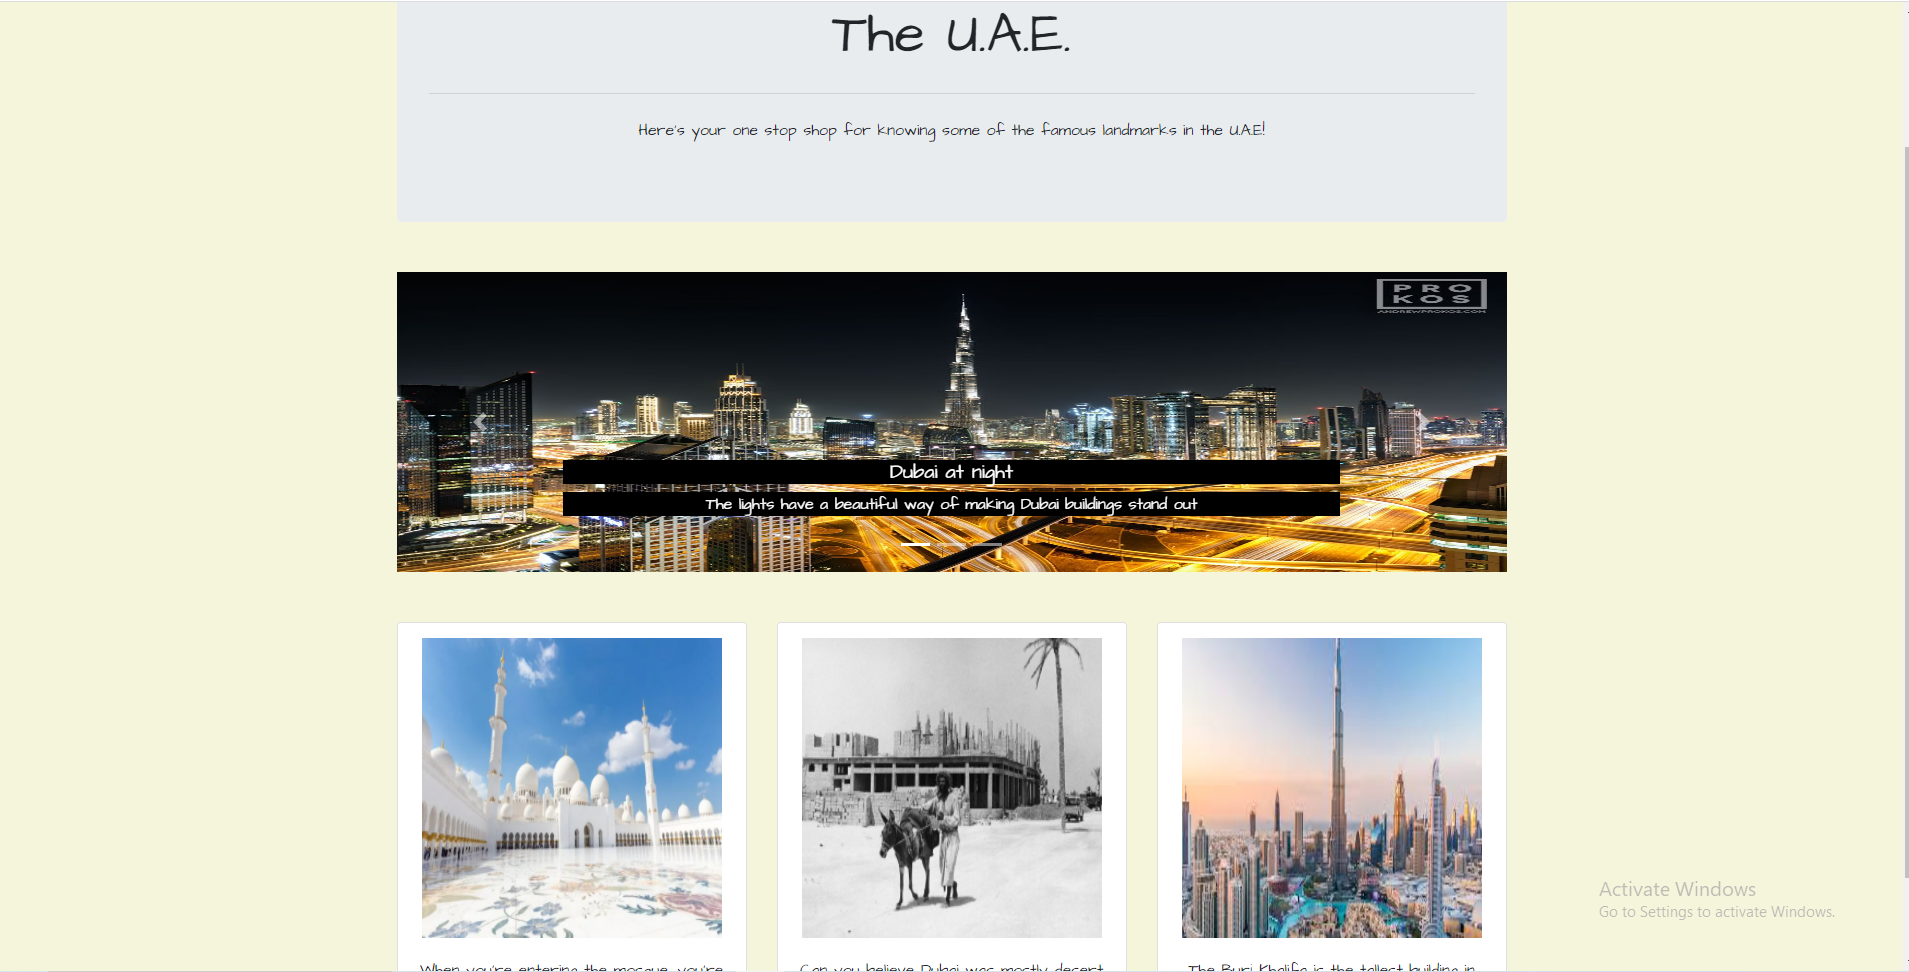 The U.A.E.
Here's your one stop shop for knowing some of the famous landmarks in the U.A.E!
PRO
KOS
ANDREWPROKOS.COM
Dubai at night
The lights have a beautiful way of making Dubai buildings stand out
When you're entering the mosque, you're
Can you believe Dubai was mostly desert
The Burj Khalifa is the tallest building in
Activate Windows
Go to Settings to activate Windows.